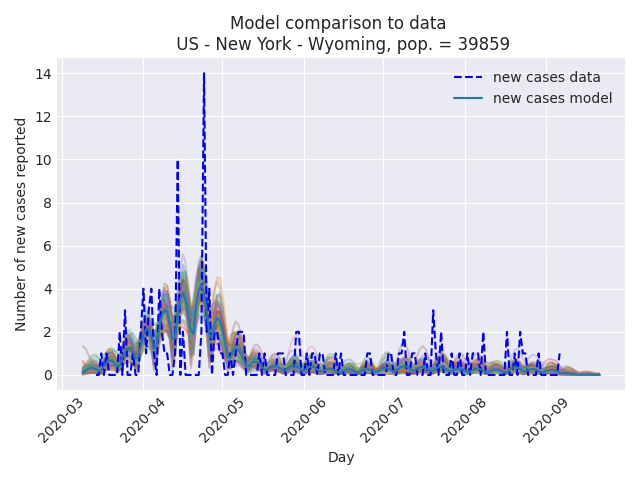 Model comparison to data
US - New York - Wyoming, pop. = 39859
new cases data
new cases model
Number of new cases reported
14
12
10
8
6
4
2
0
2020-03
2020-04
2020-05
2020-06
2020-07
2020-08
2020-09
Day